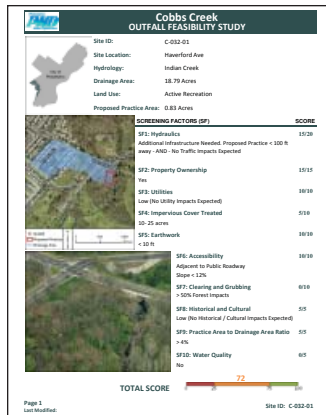 Cobbs Creek
OUTFALL FEASIBILITY STUDY
Site ID: C-032-01
Site Location: Haverford Ave
Hydrology: Indian Creek
Drainage Area: 18.79 Acres
Land Use: Active Recreation
Proposed Practice Area: 0.83 Acres
SCREENING FACTORS (SF) SCORE
SF1: Hydraulics 15/20
Additional Infrastructure Needed, Proposed Practice < 100 ft
away - AND - No Traffic Impacts Expected
SF2: Property Ownership 15/15
Yes
SF3: Utilities 10/10
Low (No Utility Impacts Expected)
SF4: Impervious Cover Treated 5/10
10- 25 acres
SF5: Earthwork 10/10
< 10 ft
SF6: Accessibility 10/10
Adjacent to Public Roadway
Slope < 12%
SF7: Clearing and Grubbing 0/10
> 50% Forest Impacts
SF8: Historical and Cultural 5/5
Low (No Historical / Cultural Impacts Expected)
SF9: Practice Area to Drainage Area Ratio 5/5
> 4%
SF10: Water Quality 0/5
No
72
TOTAL SCORE
Page 1
Last Modified:
Site ID: C-032-01